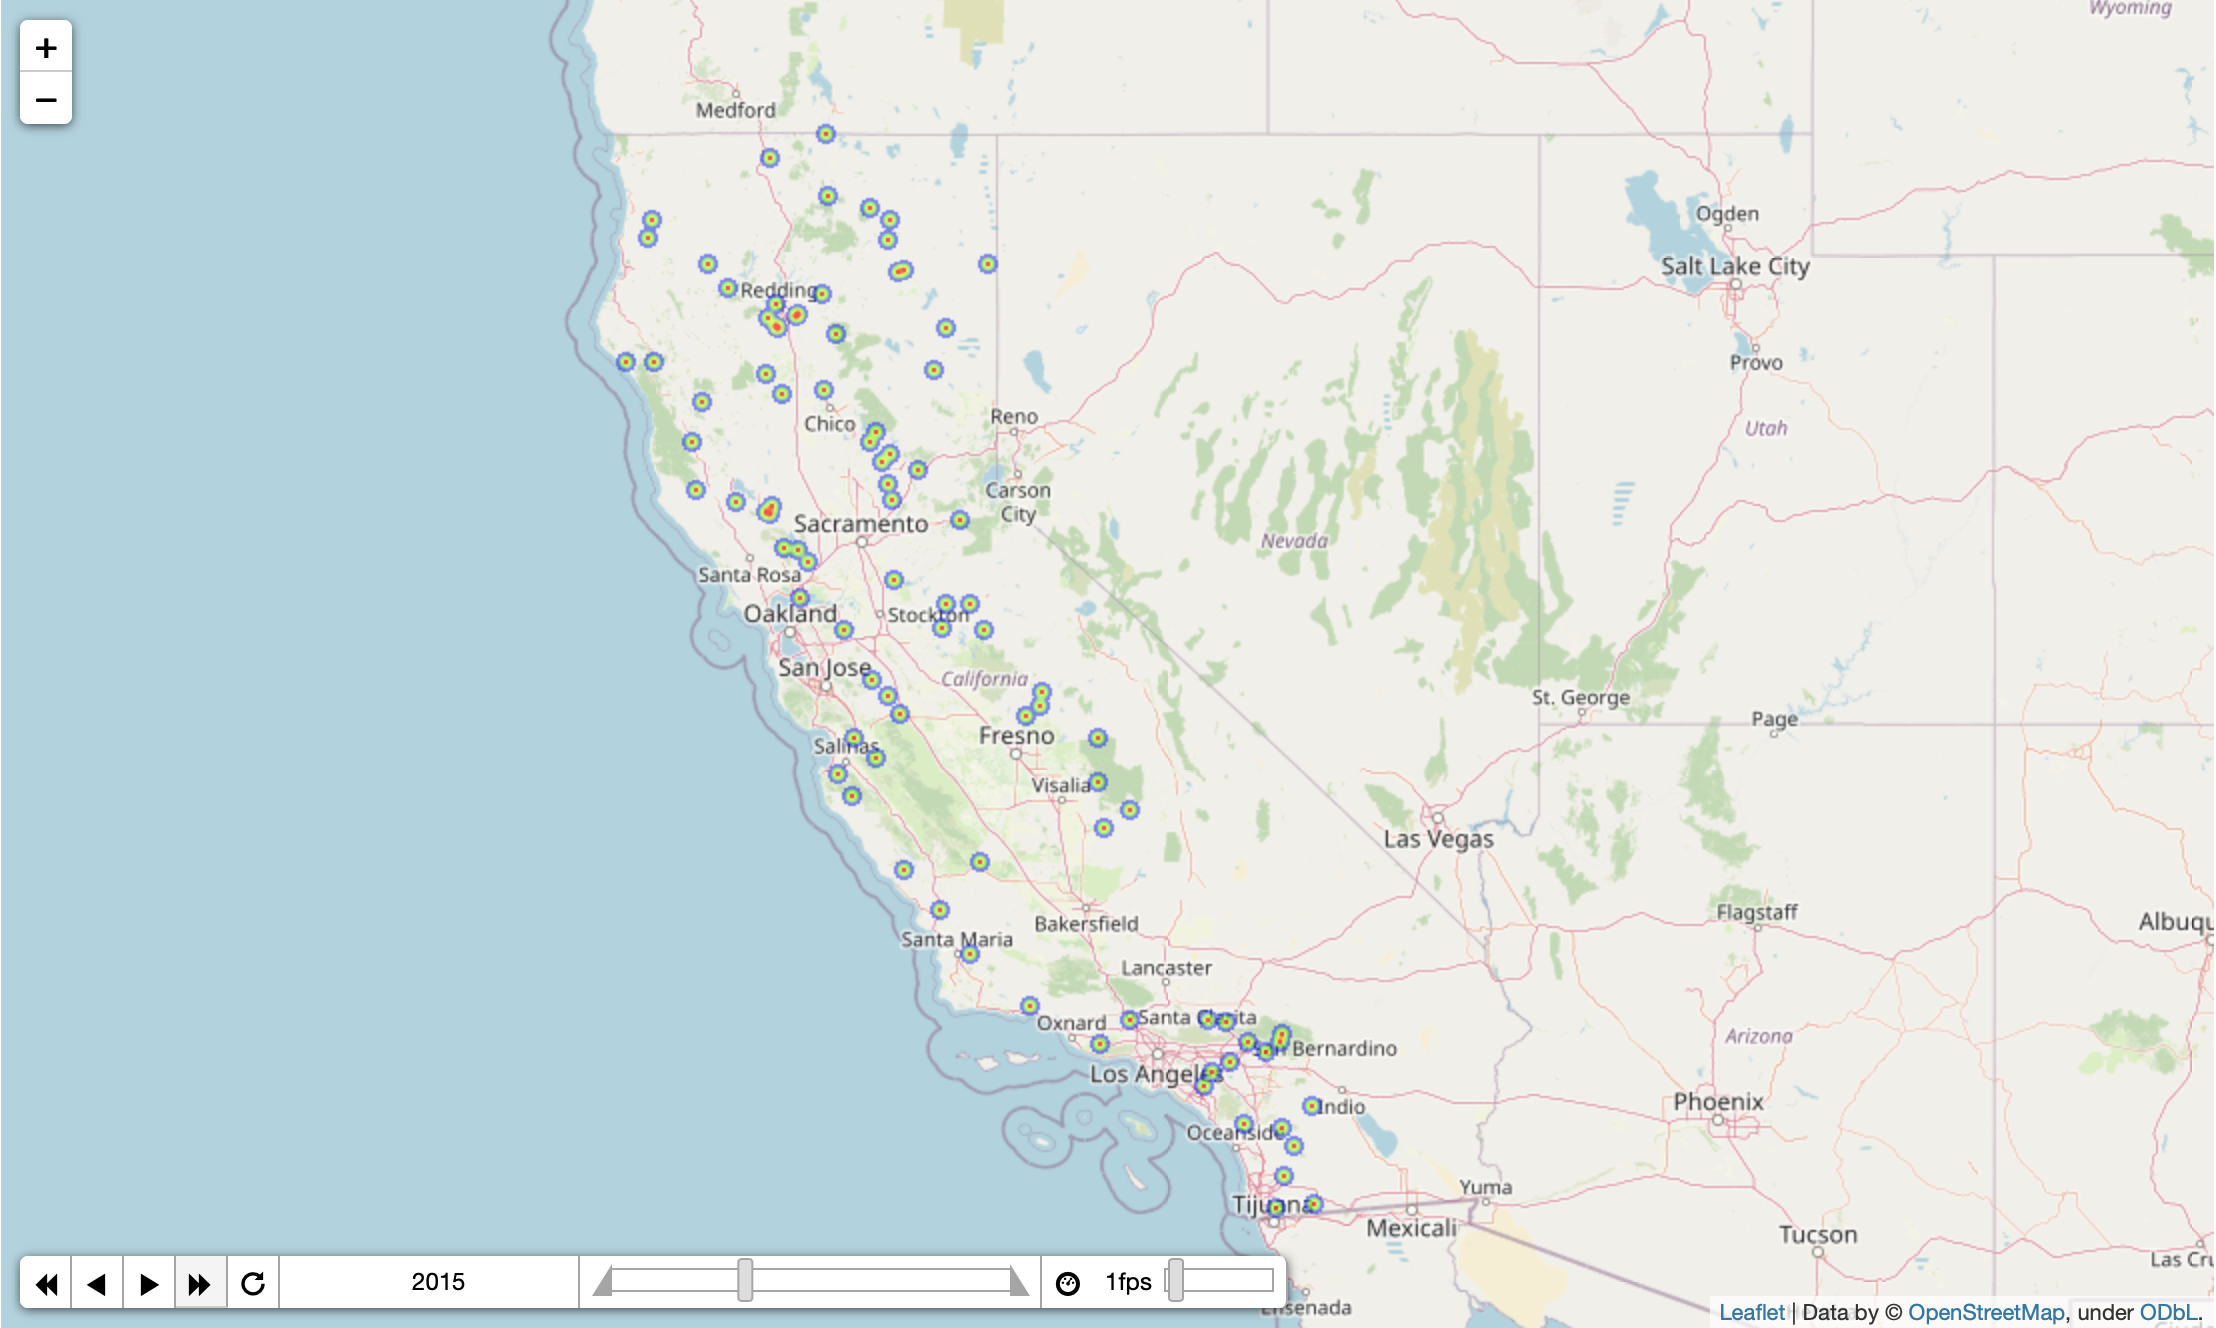 +
−
Wyoming
Medford
Ogden
Salt Lake City
Redding
Provo
Reno
Chico
Utah
Carson
City
Sacramento
Nevada
Santa Rosa
Oakland
Stockton
San Jose
California
St. George
Page
Fresno
Salinas
Visalia
Las Vegas
Flagstaff
Albuqu
Bakersfield
Santa Maria
Lancaster
Santa Clarita
Oxnard
San Bernardino
Arizona
Los Angeles
Phoenix
Indio
Oceanside
Yuma
Tijuana
Mexicali
Tucson
Las Cru
2015
1fps
Ensenada
Leaflet | Data by © OpenStreetMap, under ODbL.